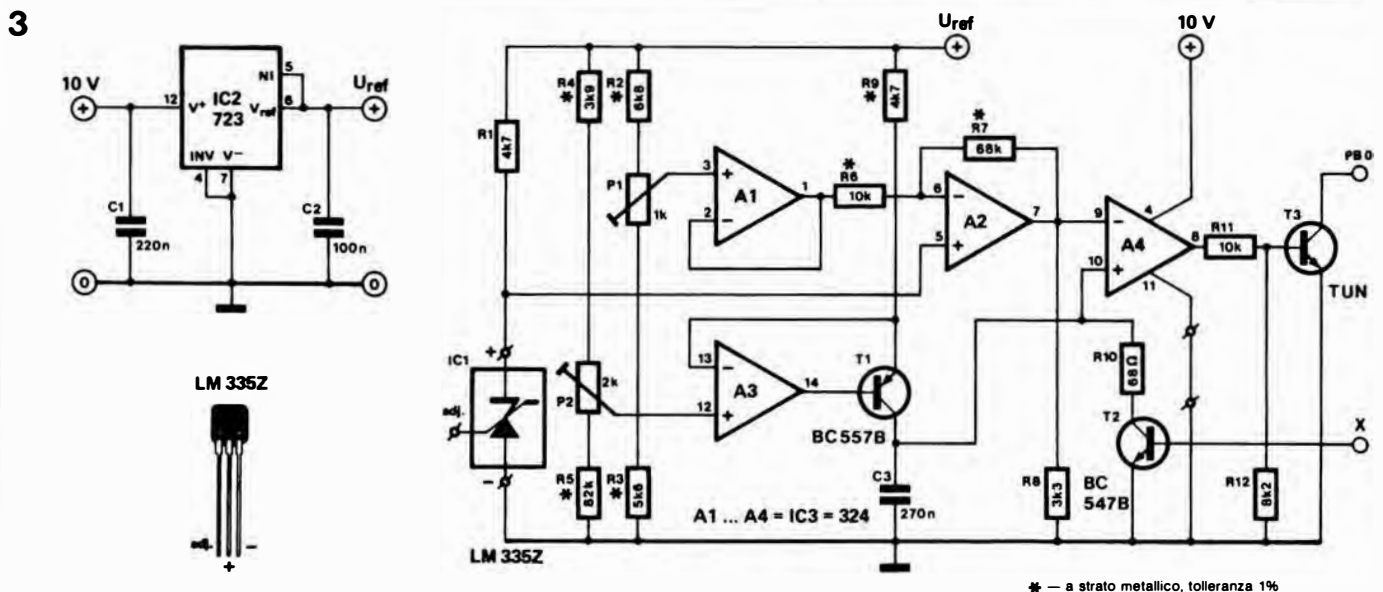 3
10 V
12
V+
IC2
723
NI
5
Vref
6
Uref
INV
V−
4
7
C1
220n
C2
100n
0
0
LM 335Z
adj.
+
−
Uref
10 V
R1
4k7
R4
*
3k9
R2
*
6k8
R9
*
4k7
P1
1k
3
+
2
−
A1
1
*
R6
10k
*
R7
68k
6
−
5
+
A2
7
9
−
10
+
A4
4
8
11
R11
10k
T3
TUN
PB0
IC1
+
adj.
−
LM 335Z
2k
P2
13
−
12
+
A3
14
T1
BC557B
R5
*
82k
R3
*
5k6
C3
270n
A1 ... A4 = IC3 = 324
R8
3k3
R10
68Ω
T2
BC
547B
X
R12
8k2
* — a strato metallico, tolleranza 1%